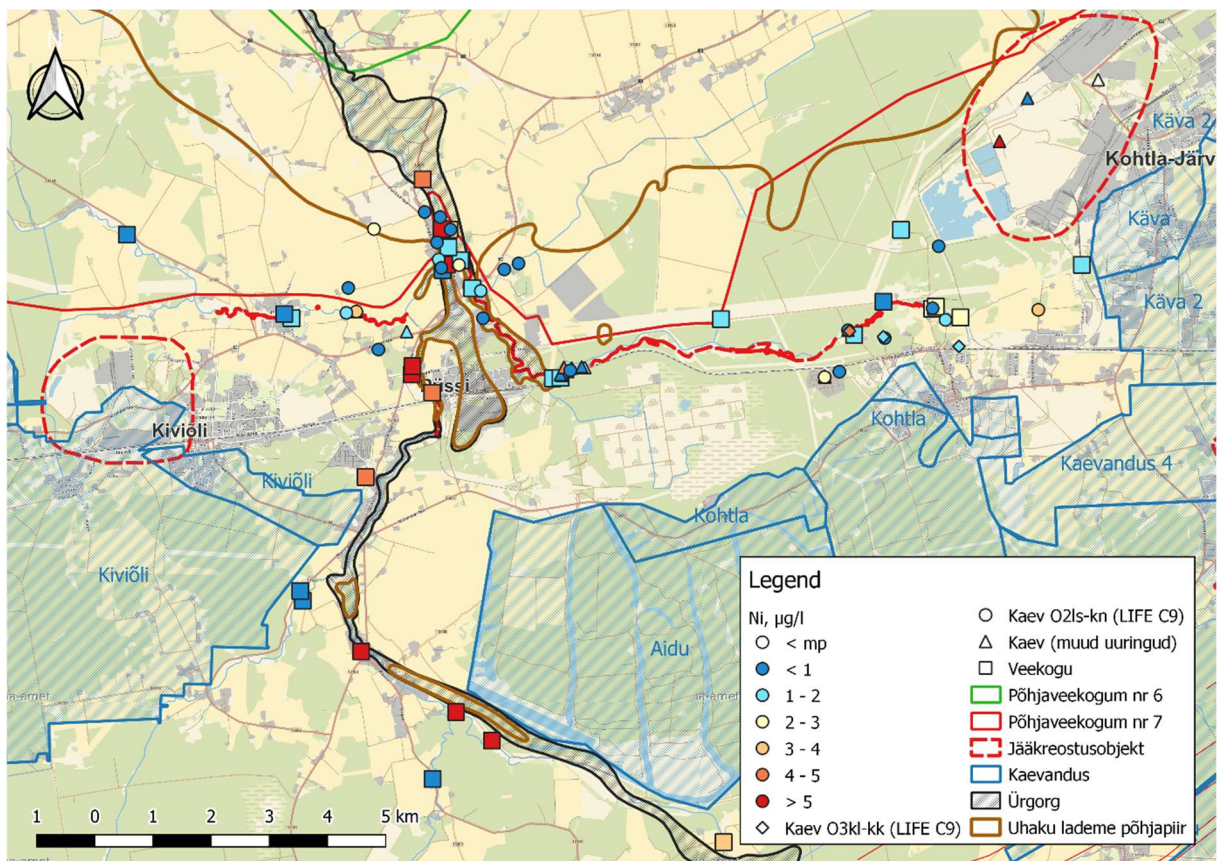 N
Käva 2
Kohtla-Järv
Käva
Käva 2
Püssi
Kiviõli
Kohtla
Kiviõli
Kaevandus 4
Kohtla
Kiviõli
Aidu
ja-amet
Legend
Ni, µg/l
< mp
< 1
1 - 2
2 - 3
3 - 4
4 - 5
> 5
Kaev O3kl-kk (LIFE C9)
Kaev O2ls-kn (LIFE C9)
Kaev (muud uuringud)
Veekogu
Põhjaveekogum nr 6
Põhjaveekogum nr 7
Jääkreostusobjekt
Kaevandus
Ürgorg
Uhaku lademe põhjapiir
1 0 1 2 3 4 5 km